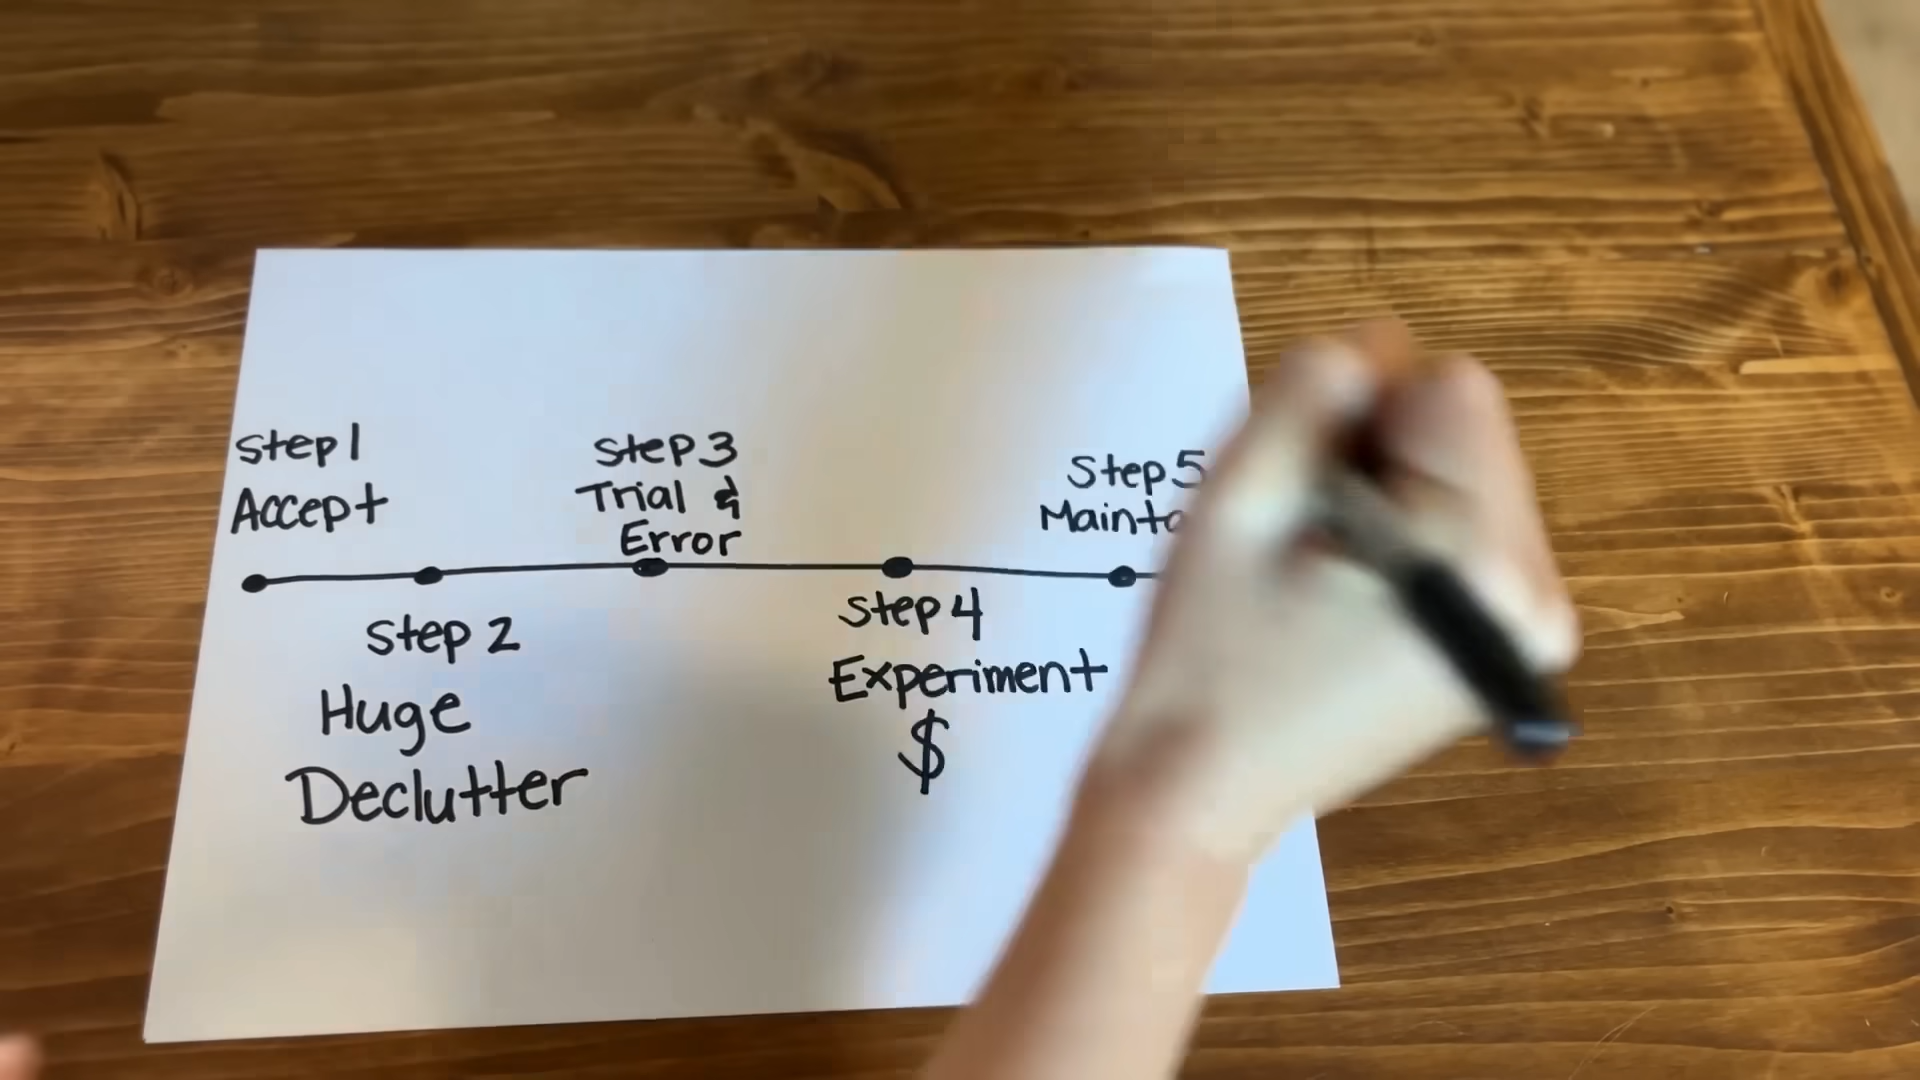 Step 1
Accept
Step 2
Huge
Declutter
Step 3
Trial &
Error
Step 4
Experiment
$
Step 5